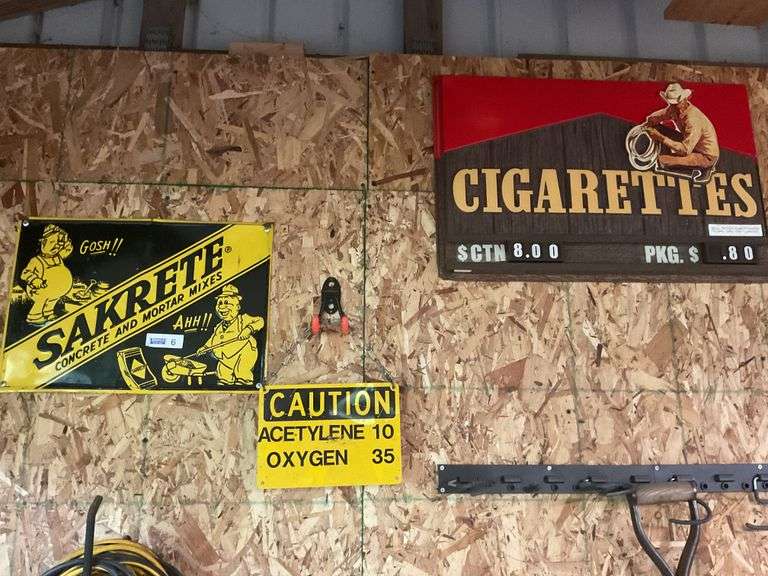 GOSH!!
SAKRETE®
CONCRETE AND MORTAR MIXES
6
AHH!!
CAUTION
ACETYLENE 10
OXYGEN 35
CIGARETTES
$CTN 8.00 PKG. $ .80